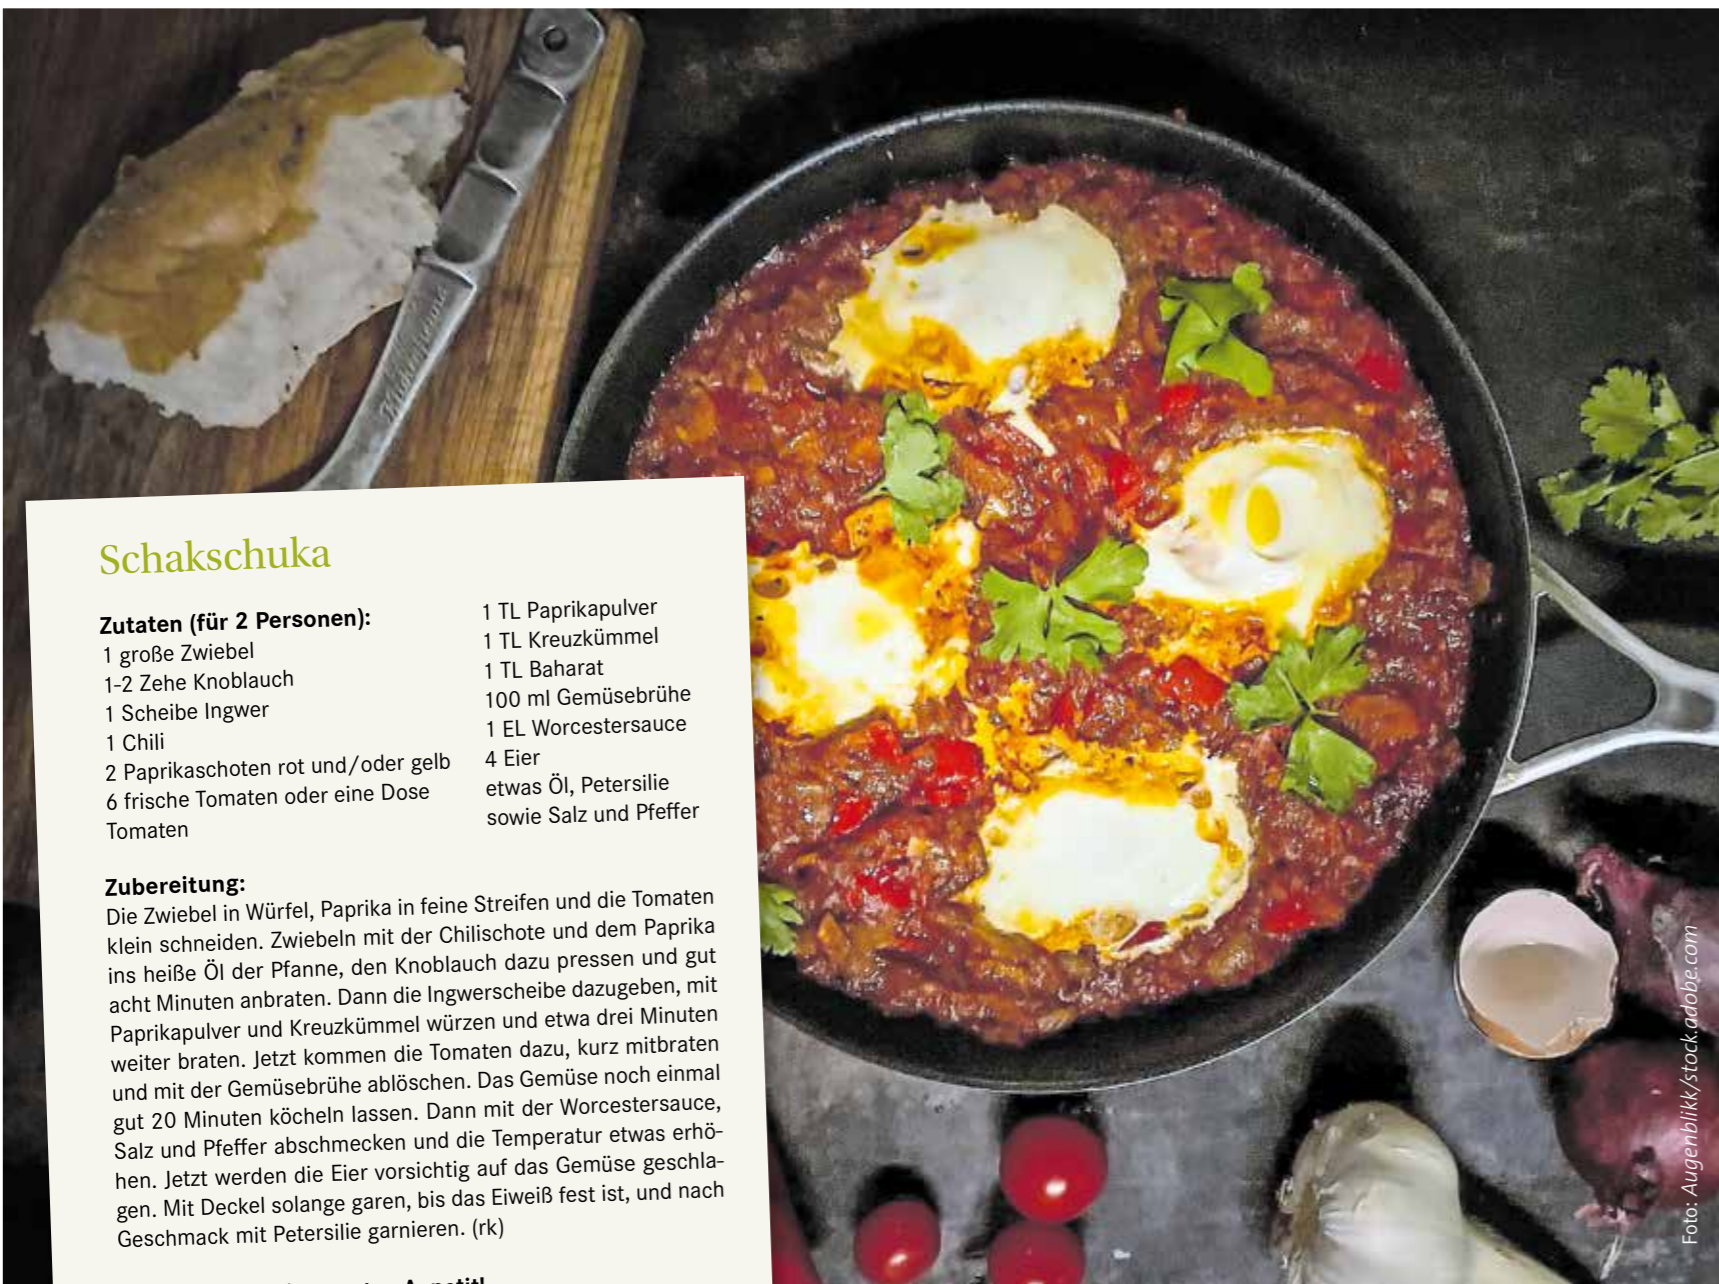 Schakschuka
Zutaten (für 2 Personen):
1 große Zwiebel
1-2 Zehe Knoblauch
1 Scheibe Ingwer
1 Chili
2 Paprikaschoten rot und/oder gelb
6 frische Tomaten oder eine Dose
Tomaten
1 TL Paprikapulver
1 TL Kreuzkümmel
1 TL Baharat
100 ml Gemüsebrühe
1 EL Worcestersauce
4 Eier
etwas Öl, Petersilie
sowie Salz und Pfeffer
Zubereitung:
Die Zwiebel in Würfel, Paprika in feine Streifen und die Tomaten
klein schneiden. Zwiebeln mit der Chilischote und dem Paprika
ins heiße Öl der Pfanne, den Knoblauch dazu pressen und gut
acht Minuten anbraten. Dann die Ingwerscheibe dazugeben, mit
Paprikapulver und Kreuzkümmel würzen und etwa drei Minuten
weiter braten. Jetzt kommen die Tomaten dazu, kurz mitbraten
und mit der Gemüsebrühe ablöschen. Das Gemüse noch einmal
gut 20 Minuten köcheln lassen. Dann mit der Worcestersauce,
Salz und Pfeffer abschmecken und die Temperatur etwas erhö-
hen. Jetzt werden die Eier vorsichtig auf das Gemüse geschla-
gen. Mit Deckel solange garen, bis das Eiweiß fest ist, und nach
Geschmack mit Petersilie garnieren. (rk)
Appetit!
Foto: Augenblikk/stock.adobe.com